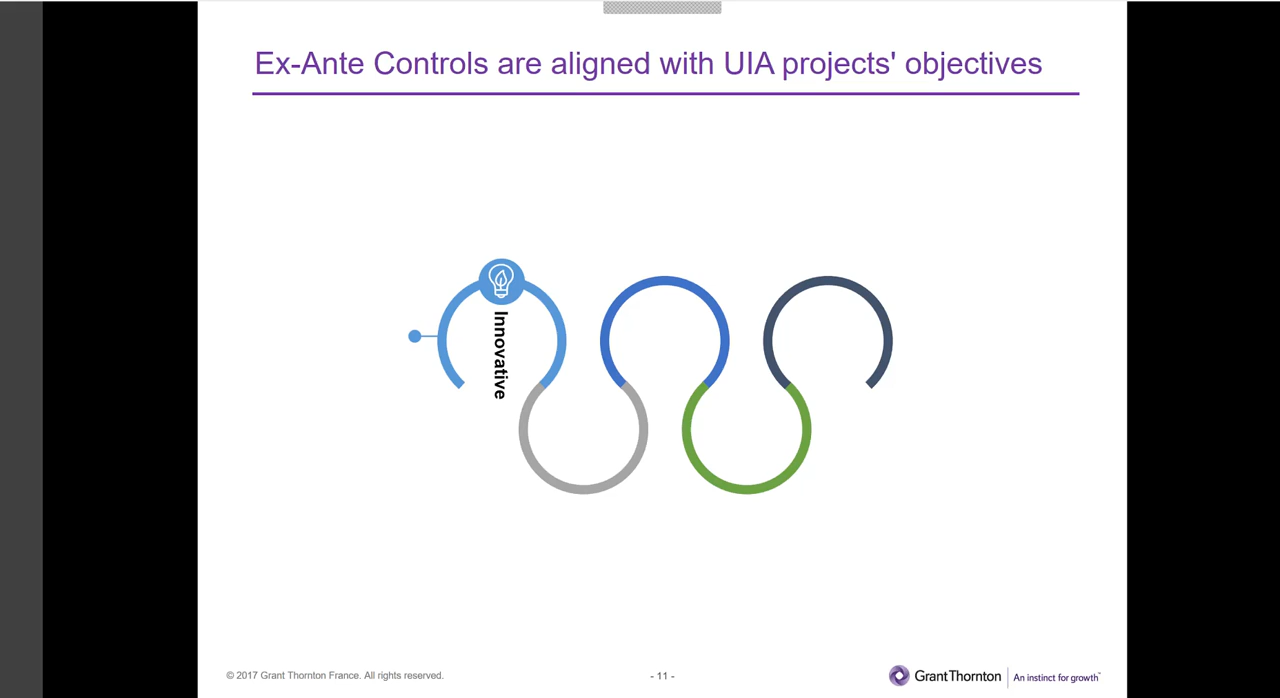 Ex-Ante Controls are aligned with UIA projects' objectives
Innovative
© 2017 Grant Thornton France. All rights reserved.
- 11 -
Grant Thornton
An instinct for growth™